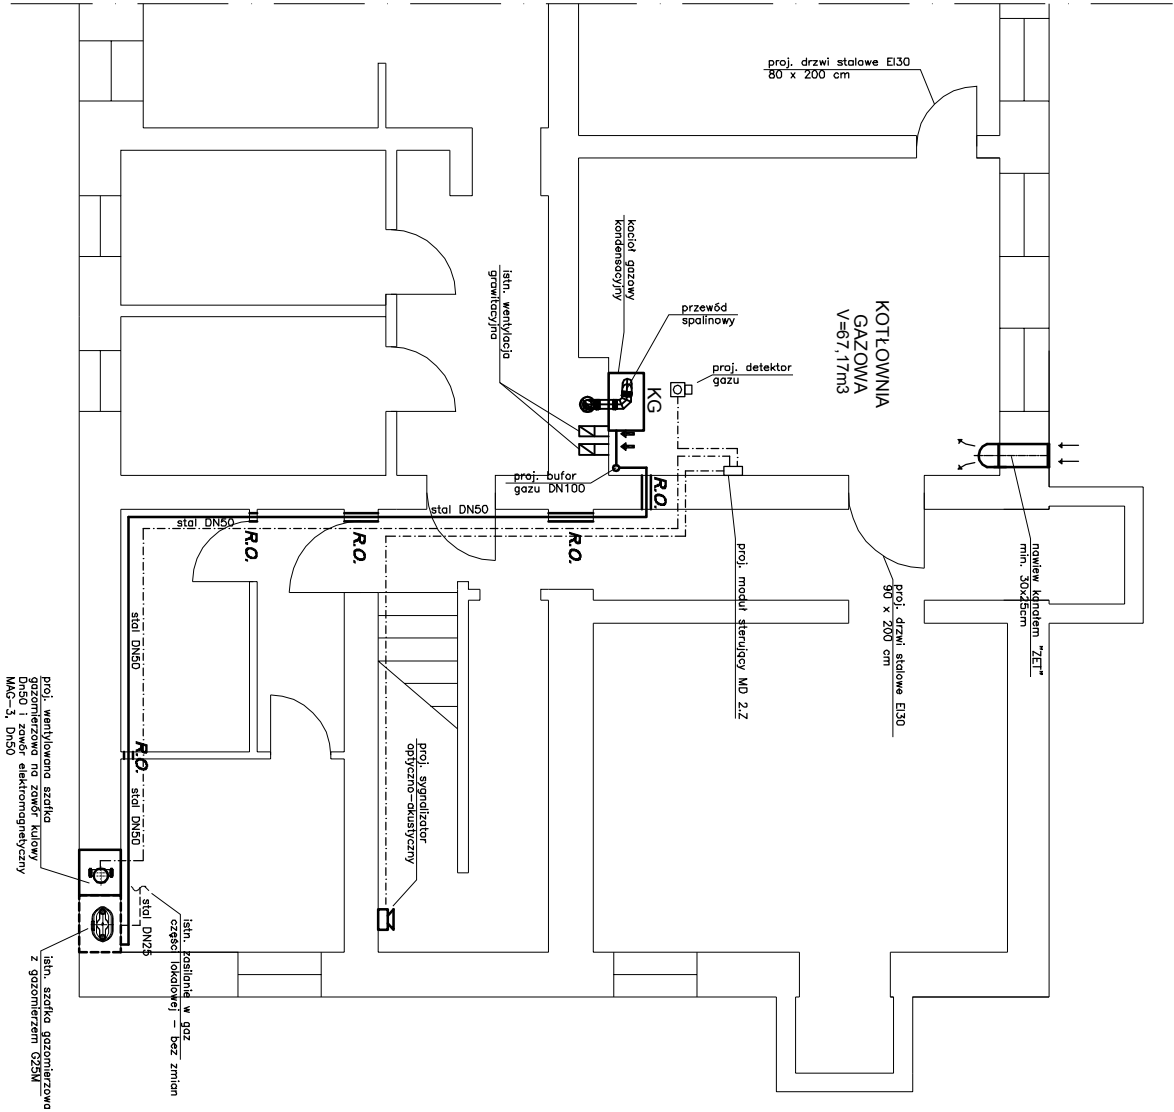 proj. drzwi stalowe EI30
80 x 200 cm
kocioł gazowy
kondensacyjny
istn. wentylacja
grawitacyjna
przewód
spalinowy
proj. detektor
gazu
KOTŁOWNIA
GAZOWA
V=67,17m3
KG
proj. bufor
gazu DN100
R.O.
stal DN50
stal DN50
R.O.
R.O.
R.O.
proj. moduł sterujący MD 2.Z
proj. drzwi stalowe EI30
90 x 200 cm
nawiew kanałem "ZET"
min. 30x25cm
stal DN50
R.O.
stal DN50
proj. sygnalizator
optyczno-akustyczny
proj. wentylowana szafka
gazomierzowa na zawór kulowy
Dn50 i zawór elektromagnetyczny
MAG-3, Dn50
stal DN25
istn. zasilanie w gaz
część lokalowej - bez zmian
istn. szafka gazomierzowa
z gazomierzem G25M